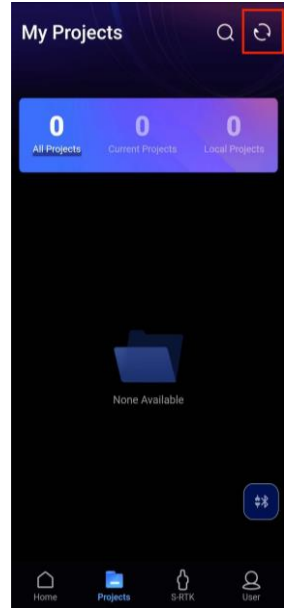 My Projects
0 0 0
All Projects Current Projects Local Projects
None Available
Home Projects S-RTK User